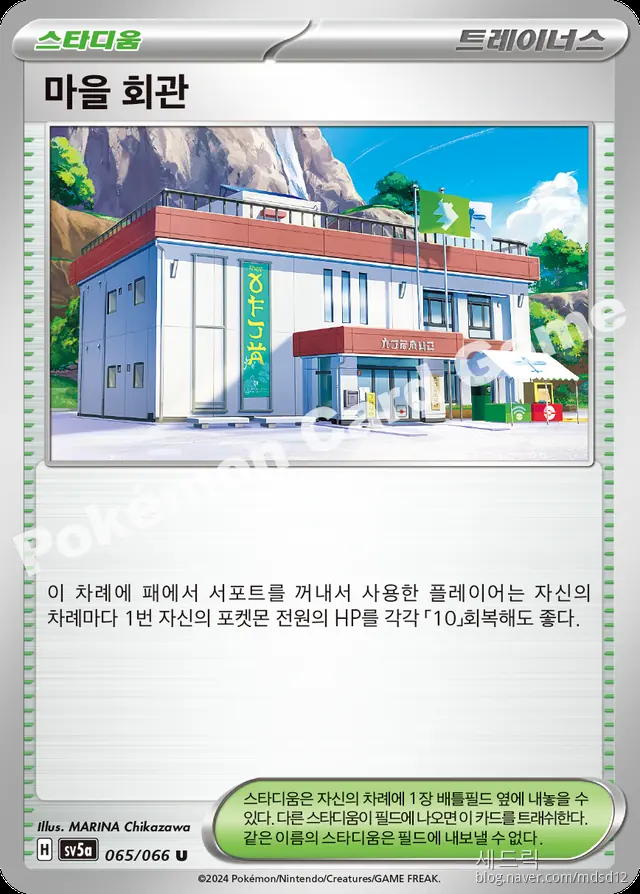 스타디움
트레이너스
마을 회관
Pokémon Card Game
이 차례에 패에서 서포트를 꺼내서 사용한 플레이어는 자신의
차례마다 1번 자신의 포켓몬 전원의 HP를 각각 「10」회복해도 좋다.
스타디움은 자신의 차례에 1장 배틀필드 옆에 내놓을 수
있다. 다른 스타디움이 필드에 나오면 이 카드를 트래쉬한다.
같은 이름의 스타디움은 필드에 내보낼 수 없다.
Illus. MARINA Chikazawa
H sv5a 065/066 U
©2024 Pokémon/Nintendo/Creatures/GAME FREAK.
세드릭
blog.naver.com/mdsd12